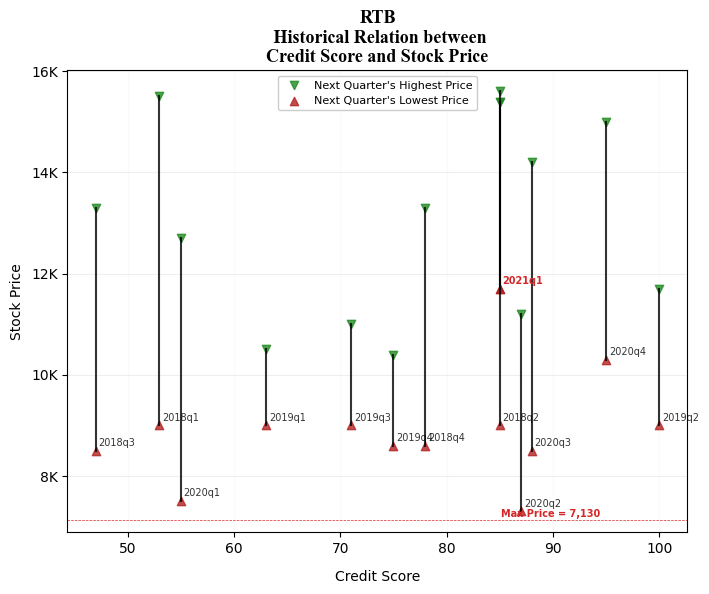 RTB
Historical Relation between
Credit Score and Stock Price
16K
14K
12K
10K
8K
Stock Price
Next Quarter's Highest Price
Next Quarter's Lowest Price
2021q1
2020q4
2018q1
2019q1
2019q3
2018q2
2019q2
2018q3
2019q4
2018q4
2020q3
2020q1
2020q2
Mar Price = 7,130
50 60 70 80 90 100
Credit Score